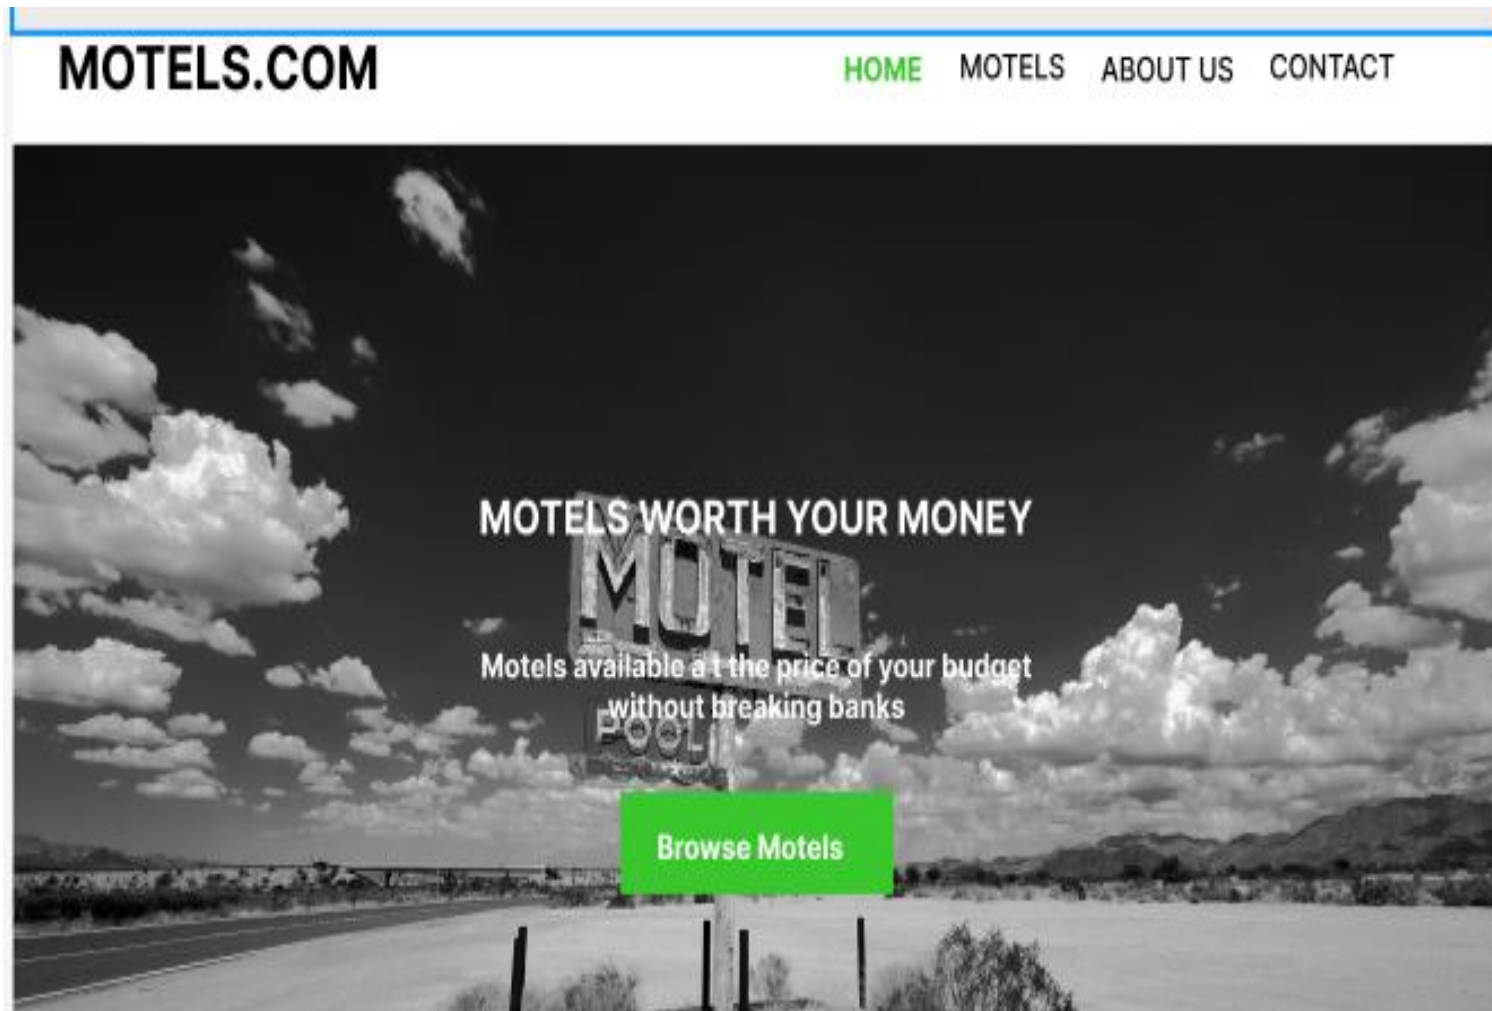 MOTELS.COM
HOME MOTELS ABOUT US CONTACT
MOTELS WORTH YOUR MONEY
MOTEL
Motels available a t the price of your budget
without breaking banks
POOL
Browse Motels